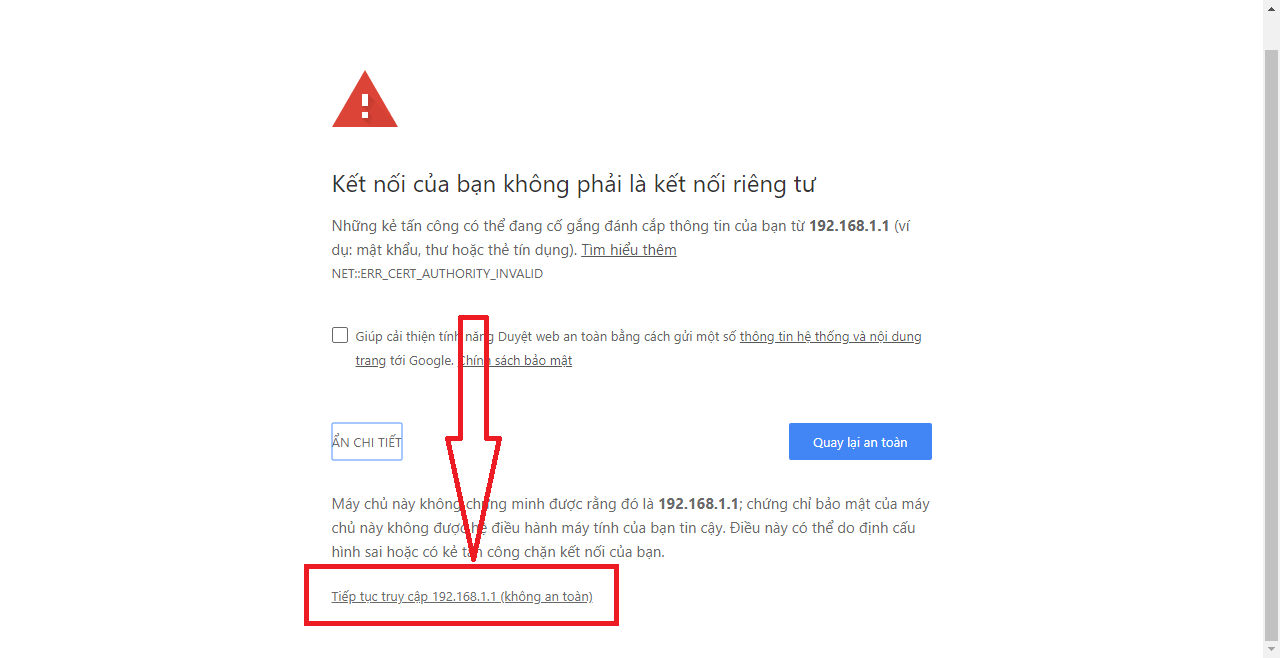 Kết nối của bạn không phải là kết nối riêng tư
Những kẻ tấn công có thể đang cố gắng đánh cắp thông tin của bạn từ 192.168.1.1 (ví
dụ: mật khẩu, thư hoặc thẻ tín dụng). Tìm hiểu thêm
NET::ERR_CERT_AUTHORITY_INVALID
Giúp cải thiện tính năng Duyệt web an toàn bằng cách gửi một số thông tin hệ thống và nội dung
trang tới Google. Chính sách bảo mật
ẨN CHI TIẾT
Quay lại an toàn
Máy chủ này không chứng minh được rằng đó là 192.168.1.1; chứng chỉ bảo mật của máy
chủ này không được hệ điều hành máy tính của bạn tin cậy. Điều này có thể do định cấu
hình sai hoặc có kẻ tấn công chặn kết nối của bạn.
Tiếp tục truy cập 192.168.1.1 (không an toàn)